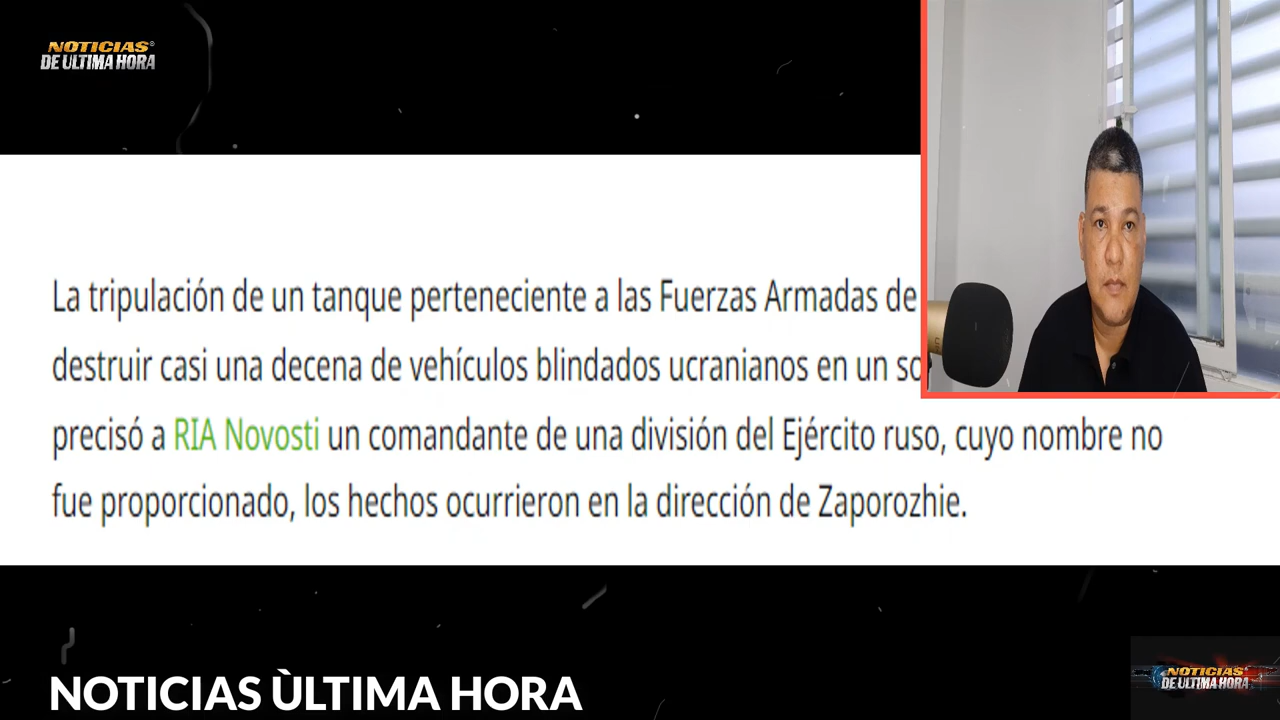 NOTICIAS
DE ULTIMA HORA
La tripulación de un tanque perteneciente a las Fuerzas Armadas de
destruir casi una decena de vehículos blindados ucranianos en un so
precisó a RIA Novosti un comandante de una división del Ejército ruso, cuyo nombre no
fue proporcionado, los hechos ocurrieron en la dirección de Zaporozhie.
NOTICIAS ÙLTIMA HORA
NOTICIAS
DE ULTIMA HORA